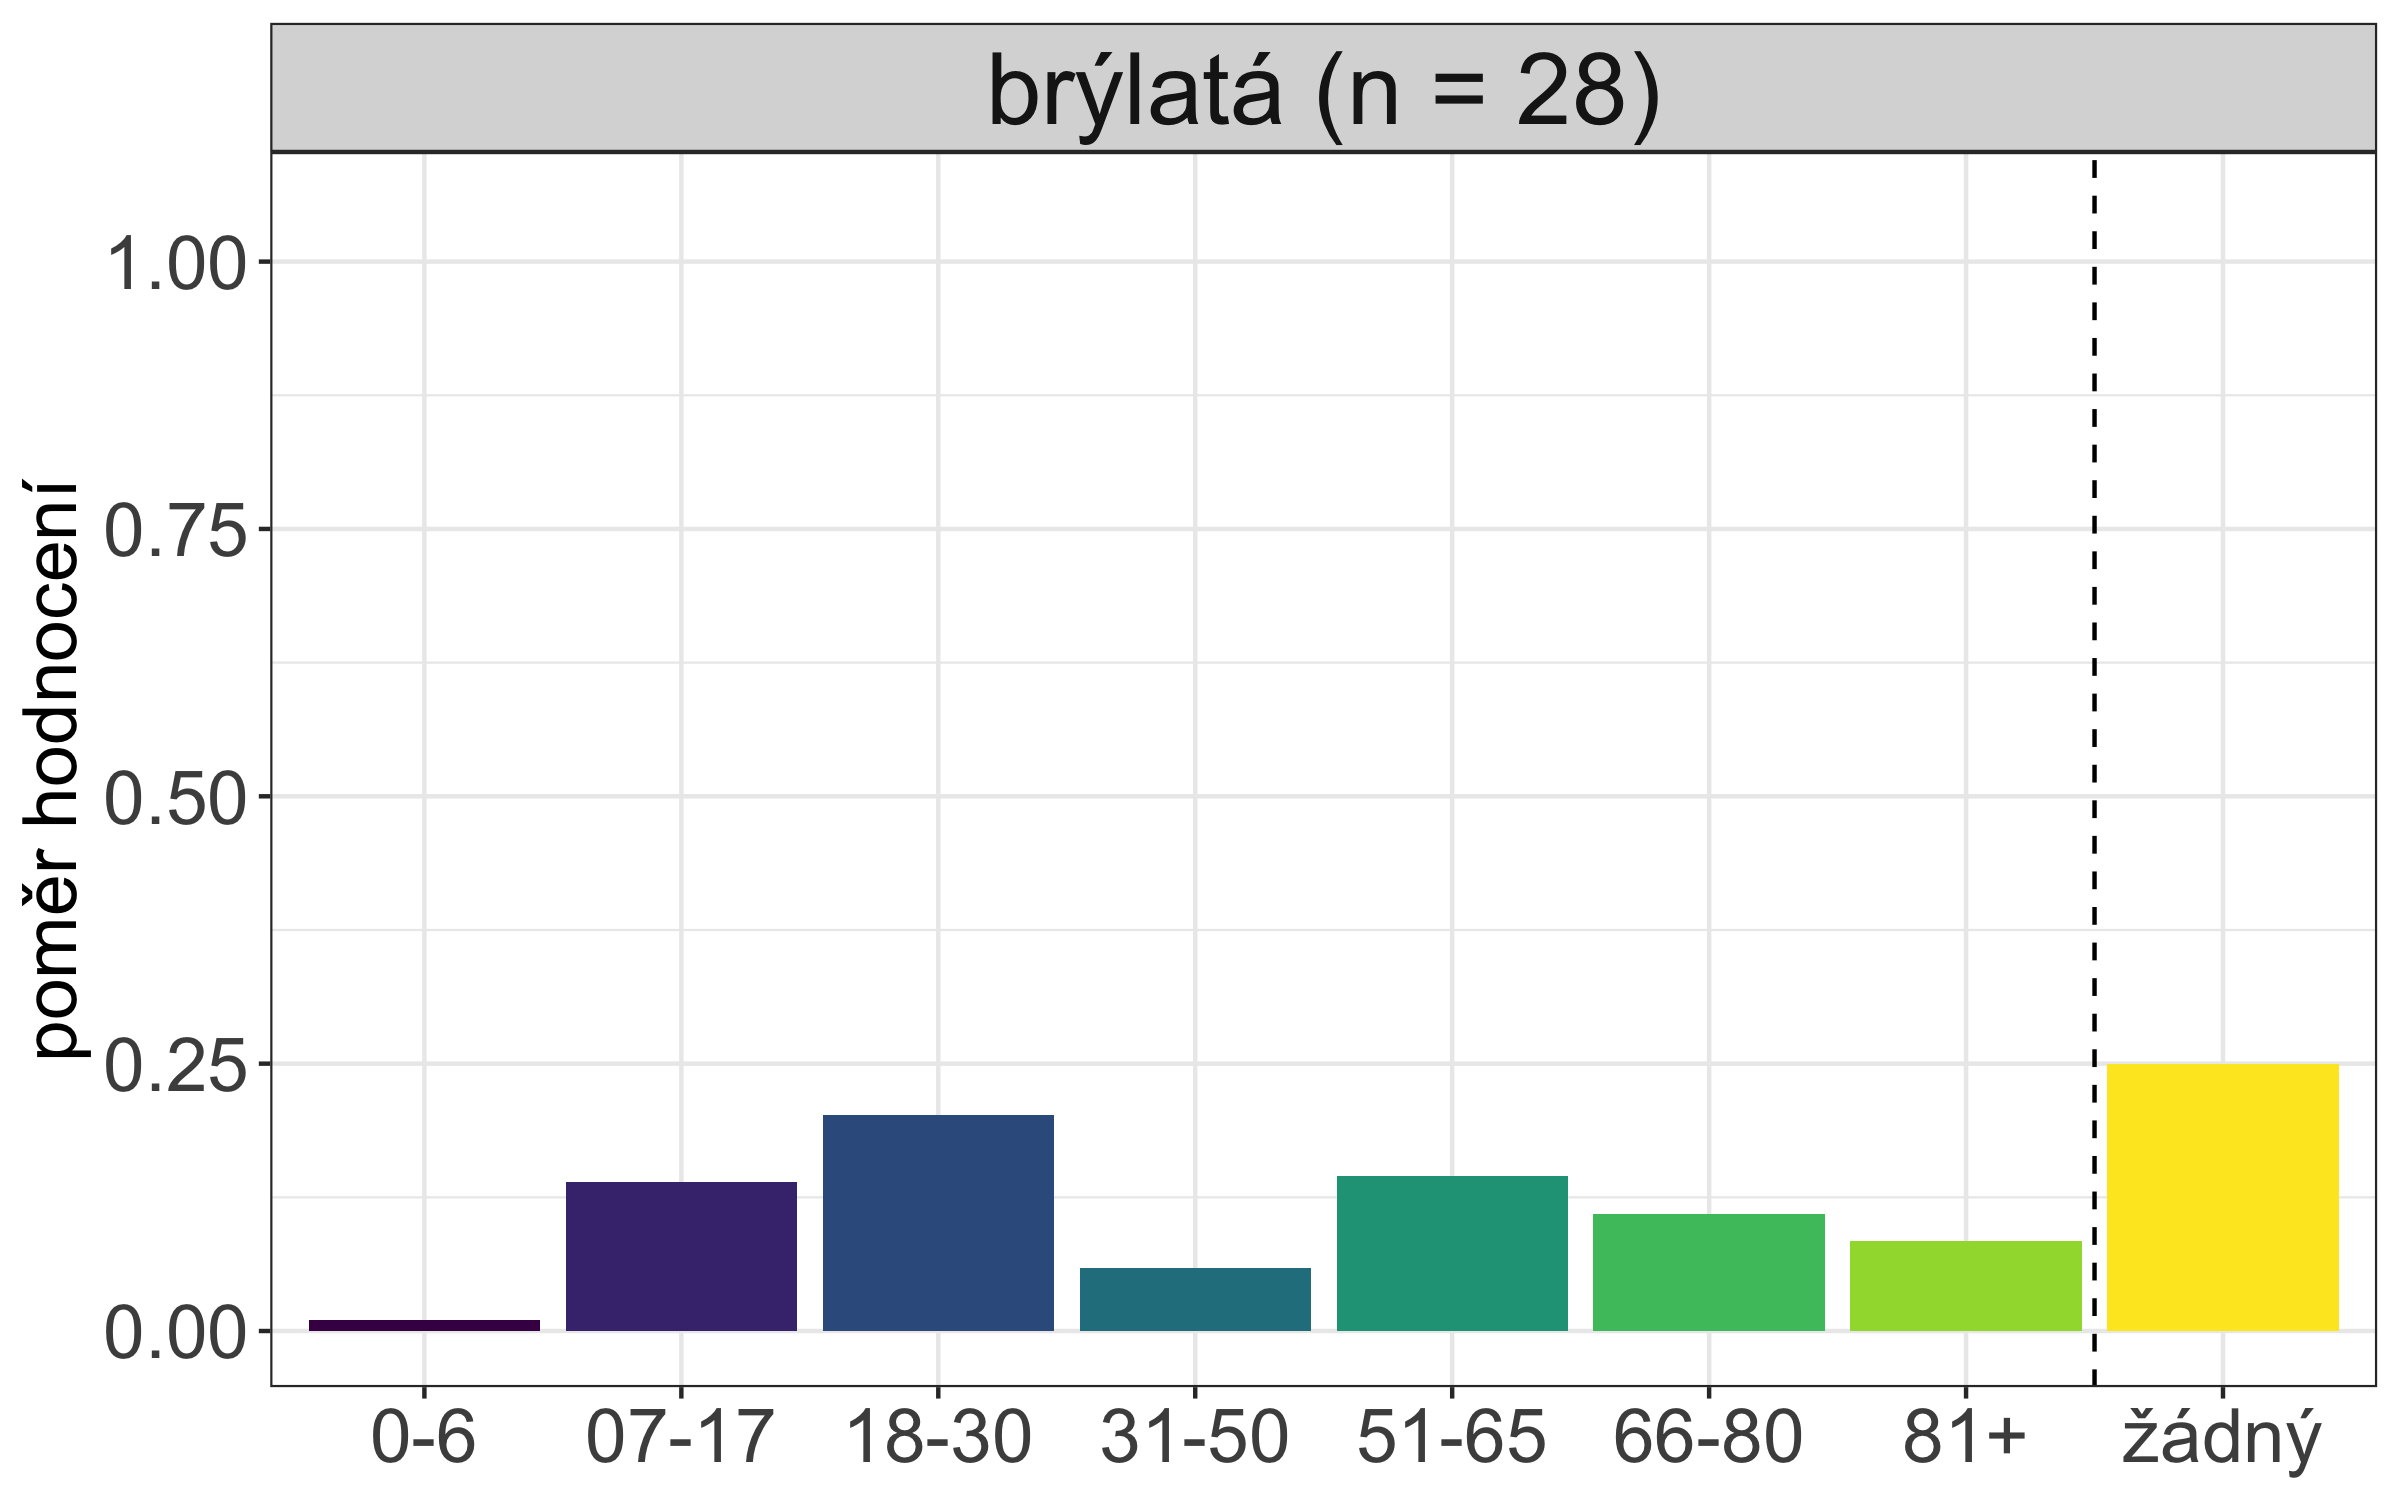 brýlatá (n = 28)
poměr hodnocení
1.00
0.75
0.50
0.25
0.00
0-6 07-17 18-30 31-50 51-65 66-80 81+ žádný